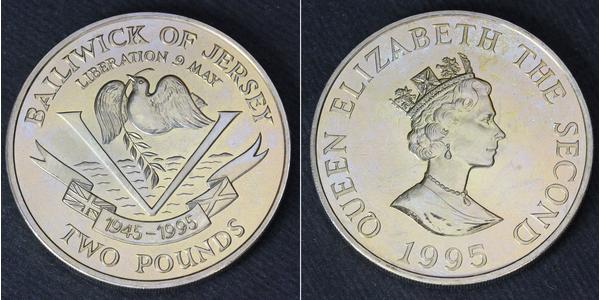 BAILIWICK OF JERSEY
LIBERATION 9 MAY
1945-1995
TWO POUNDS
QUEEN ELIZABETH THE SECOND
1995